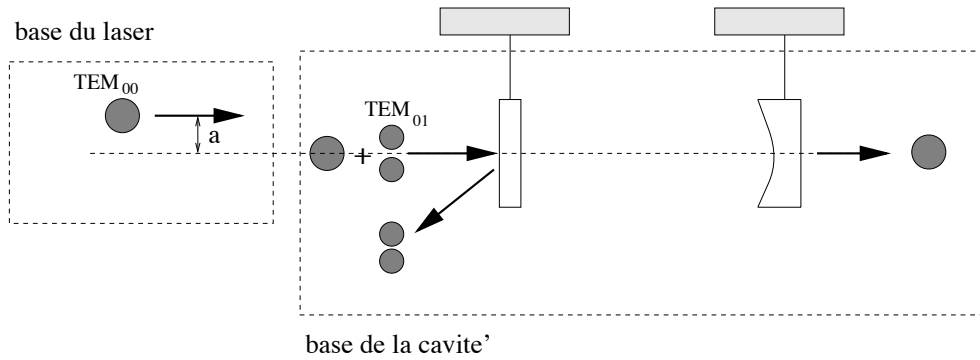 base du laser
TEM00
a
TEM01
+
base de la cavite'